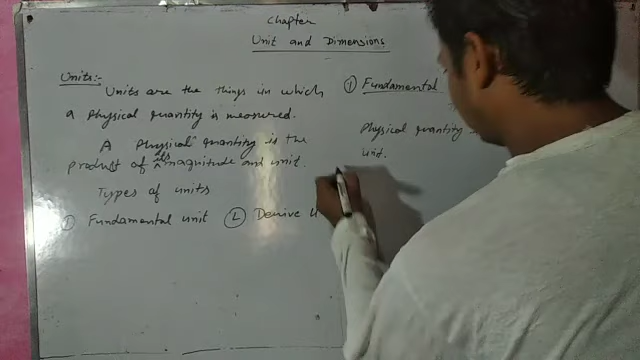 Chapter
Unit and Dimensions
Units:-
Units are the things in which
a Physical quantity is measured.
A Physical quantity is the
product of its magnitude and unit.
Types of units
① Fundamental unit ② Derive u
① Fundamental
Physical quantity
unit.